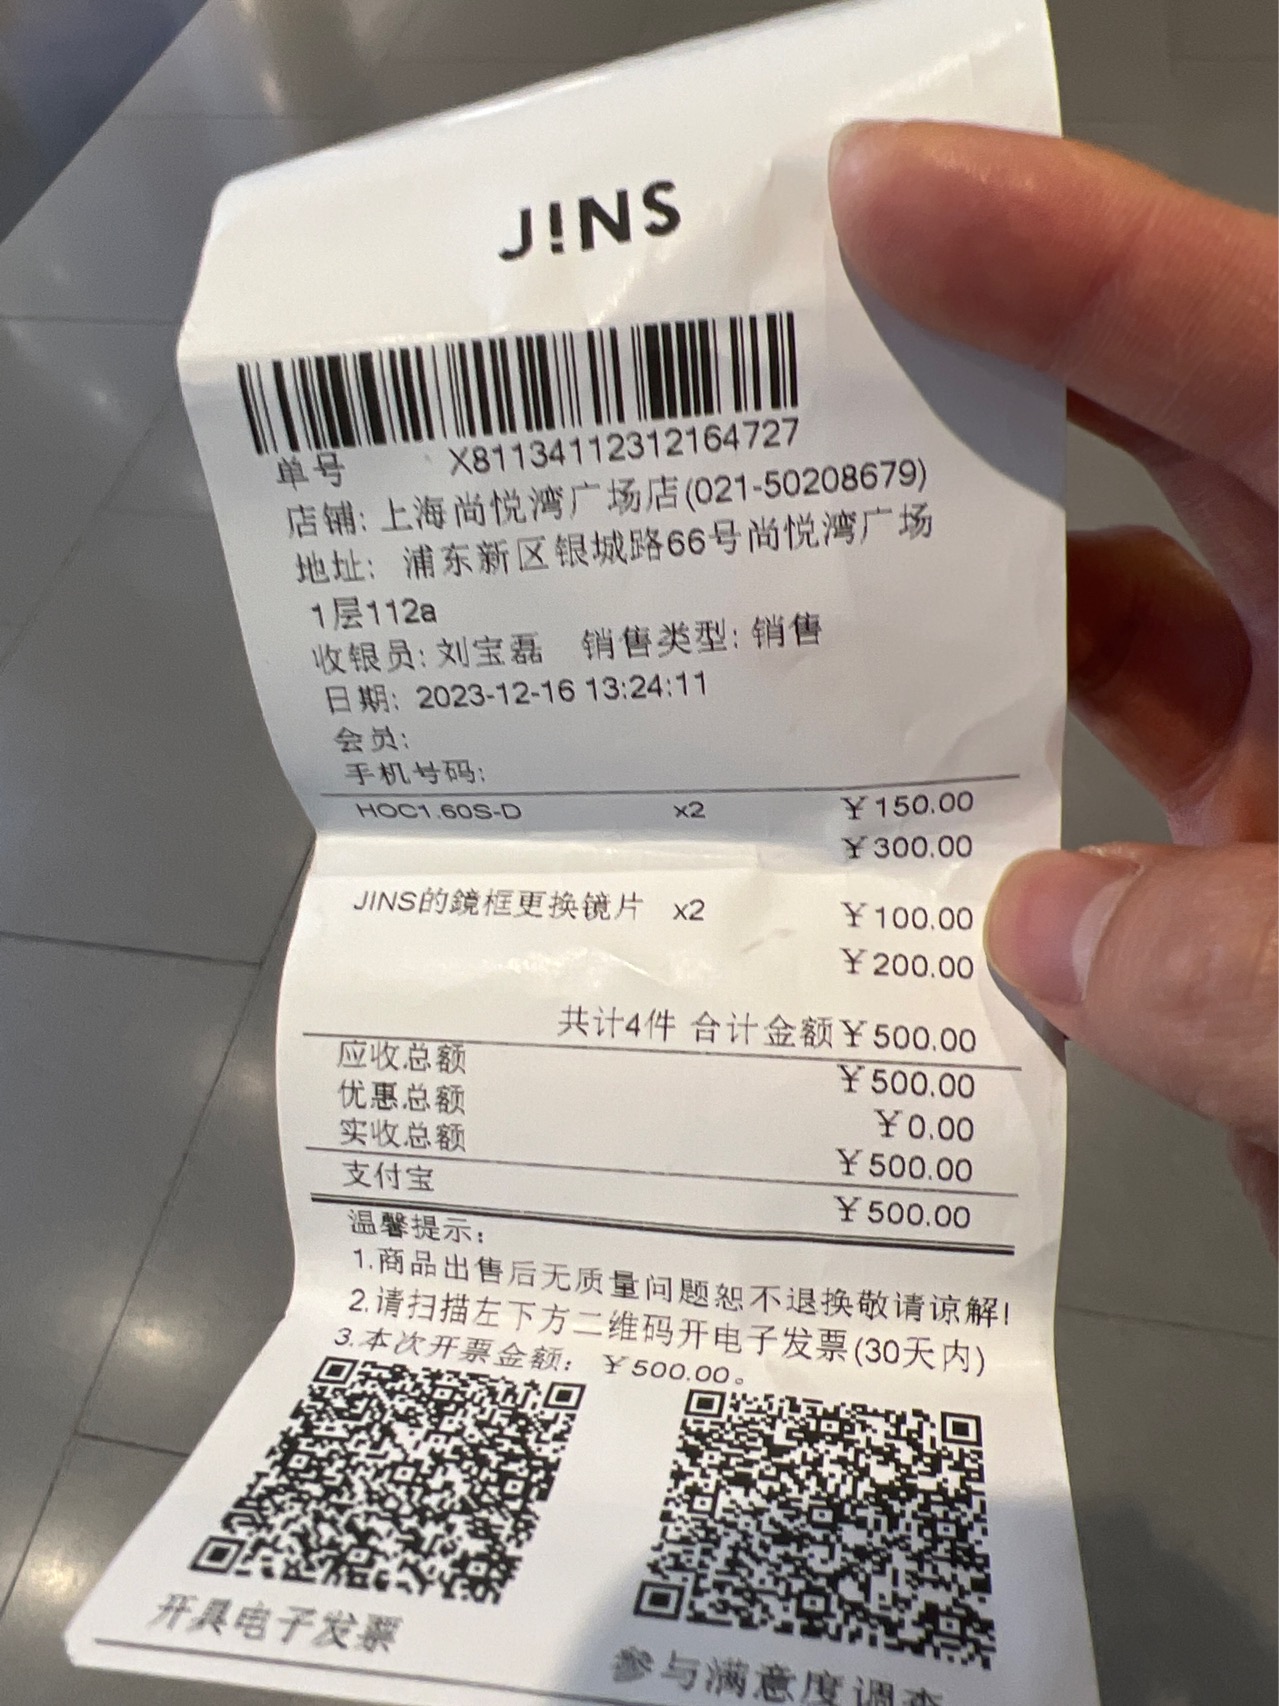 J!NS
单号 X81134112312164727
店铺: 上海尚悦湾广场店(021-50208679)
地址: 浦东新区银城路66号尚悦湾广场
1层112a
收银员: 刘宝磊 销售类型: 销售
日期: 2023-12-16 13:24:11
会员:
手机号码:
HOC1.60S-D x2 ¥150.00
¥300.00
JINS的鏡框更换镜片 x2 ¥100.00
¥200.00
共计4件 合计金额¥500.00
应收总额 ¥500.00
优惠总额 ¥0.00
实收总额 ¥500.00
支付宝 ¥500.00
温馨提示:
1.商品出售后无质量问题恕不退换敬请谅解!
2.请扫描左下方二维码开电子发票(30天内)
3.本次开票金额: ¥500.00。
开具电子发票
参与满意度调查